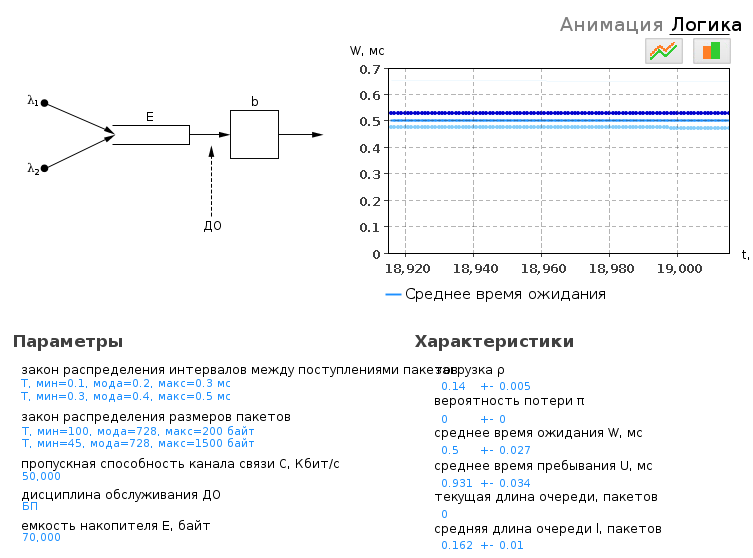 Анимация Логика
W, мс
0.7
0.6
0.5
0.4
0.3
0.2
0.1
0
18,920 18,940 18,960 18,980 19,000
t,
Среднее время ожидания
λ1
λ2
E
b
ДО
Параметры
закон распределения интервалов между поступлениями пакетов
T, мин=0.1, мода=0.2, макс=0.3 мс
T, мин=0.3, мода=0.4, макс=0.5 мс
закон распределения размеров пакетов
T, мин=100, мода=728, макс=200 байт
T, мин=45, мода=728, макс=1500 байт
пропускная способность канала связи C, Кбит/с
50,000
дисциплина обслуживания ДО
БП
емкость накопителя E, байт
70,000
Характеристики
загрузка ρ
0.14 +- 0.005
вероятность потери π
0 +- 0
среднее время ожидания W, мс
0.5 +- 0.027
среднее время пребывания U, мс
0.931 +- 0.034
текущая длина очереди, пакетов
0
средняя длина очереди l, пакетов
0.162 +- 0.01